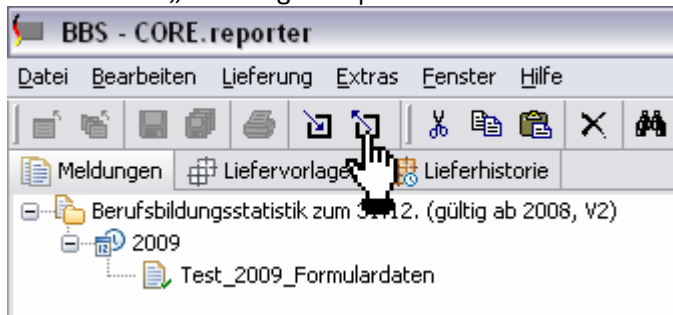 BBS - CORE.reporter
Datei Bearbeiten Lieferung Extras Fenster Hilfe
Meldungen Liefervorlage Lieferhistorie
Berufsbildungsstatistik zum 31.12. (gültig ab 2008, V2)
2009
Test_2009_Formulardaten